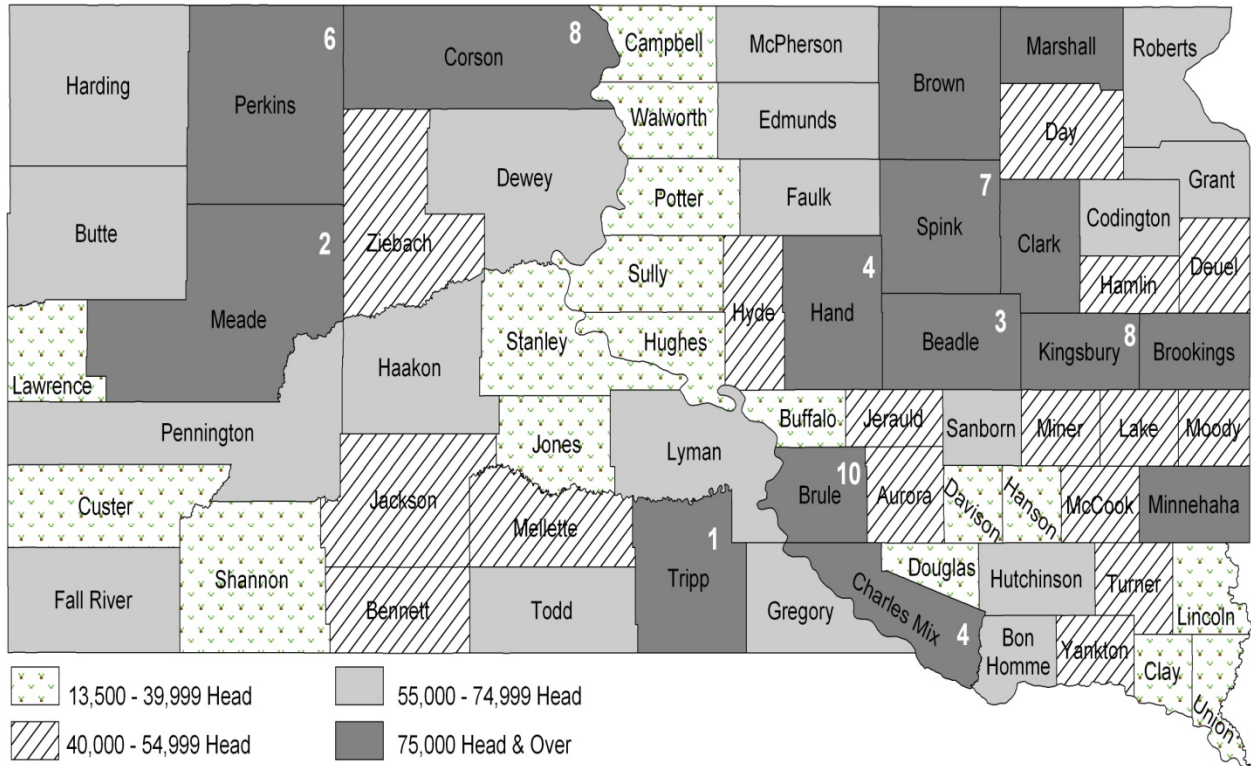 6
8
Campbell
McPherson
Marshall
Roberts
Harding
Perkins
Corson
Brown
Walworth
Edmunds
Day
Dewey
Grant
Butte
Potter
Faulk
7
Spink
Codington
2
Ziebach
Clark
Deuel
Sully
4
Hamlin
Meade
Hyde
Hand
3
Stanley
Hughes
Beadle
Kingsbury
8
Brookings
Lawrence
Haakon
Pennington
Buffalo
Jerauld
Sanborn
Miner
Lake
Moody
Jones
Lyman
10
Custer
Jackson
Brule
Aurora
Davison
Hanson
McCook
Minnehaha
Mellette
1
Shannon
Tripp
Douglas
Fall River
Bennett
Todd
Gregory
Charles Mix
Hutchinson
Turner
Lincoln
4
Bon
Homme
Yankton
Clay
Union
13,500 - 39,999 Head
55,000 - 74,999 Head
40,000 - 54,999 Head
75,000 Head & Over